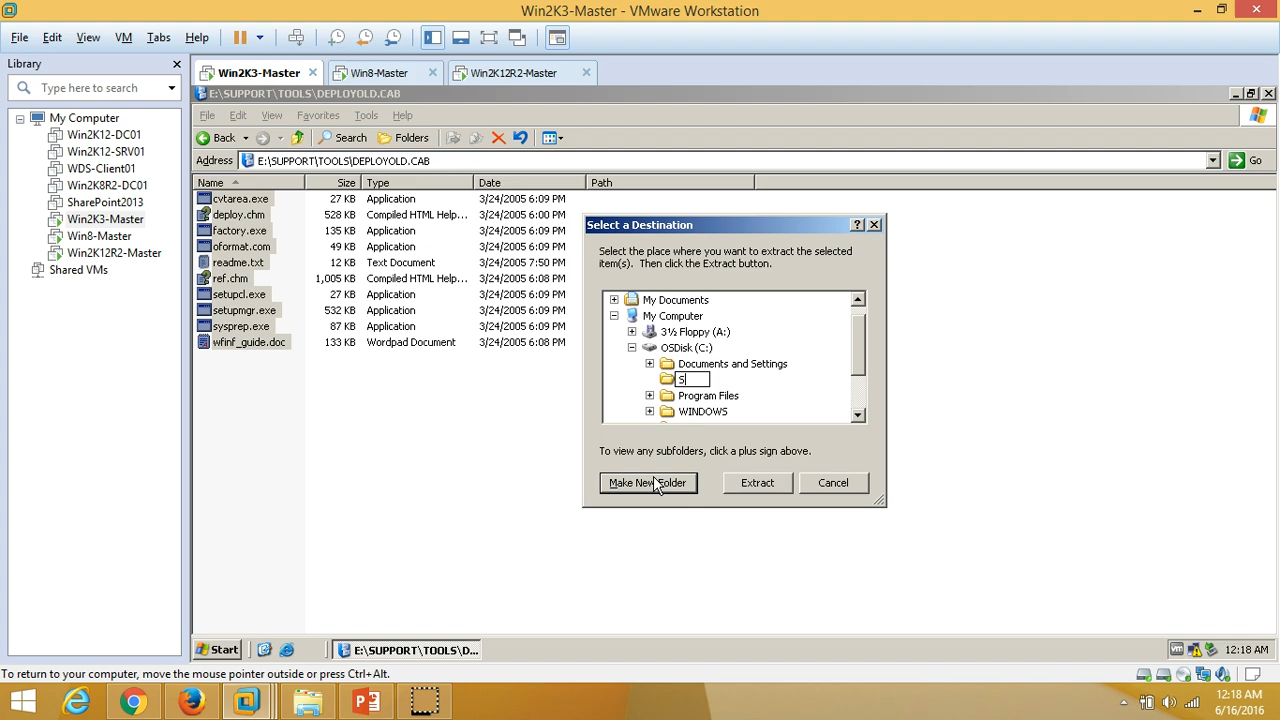 Win2K3-Master - VMware Workstation
File Edit View VM Tabs Help
Library
Type here to search
My Computer
Win2K12-DC01
Win2K12-SRV01
WDS-Client01
Win2K8R2-DC01
SharePoint2013
Win2K3-Master
Win8-Master
Win2K12R2-Master
Shared VMs
Win2K3-Master Win8-Master Win2K12R2-Master
E:\SUPPORT\TOOLS\DEPLOYOLD.CAB
File Edit View Favorites Tools Help
Back Search Folders
Address E:\SUPPORT\TOOLS\DEPLOYOLD.CAB Go
Name Size Type Date Path
cvtarea.exe 27 KB Application 3/24/2005 6:09 PM
deploy.chm 528 KB Compiled HTML Help... 3/24/2005 6:00 PM
factory.exe 135 KB Application 3/24/2005 6:09 PM
oformat.com 49 KB Application 3/24/2005 6:09 PM
readme.txt 12 KB Text Document 3/24/2005 7:50 PM
ref.chm 1,005 KB Compiled HTML Help... 3/24/2005 6:08 PM
setupcl.exe 27 KB Application 3/24/2005 6:09 PM
setupmgr.exe 532 KB Application 3/24/2005 6:09 PM
sysprep.exe 87 KB Application 3/24/2005 6:09 PM
wfinf_guide.doc 133 KB Wordpad Document 3/24/2005 6:08 PM
Select a Destination
Select the place where you want to extract the selected
item(s). Then click the Extract button.
My Documents
My Computer
3½ Floppy (A:)
OSDisk (C:)
Documents and Settings
S
Program Files
WINDOWS
To view any subfolders, click a plus sign above.
Make New Folder Extract Cancel
Start E:\SUPPORT\TOOLS\D... 12:18 AM
To return to your computer, move the mouse pointer outside or press Ctrl+Alt.
12:18 AM
6/16/2016